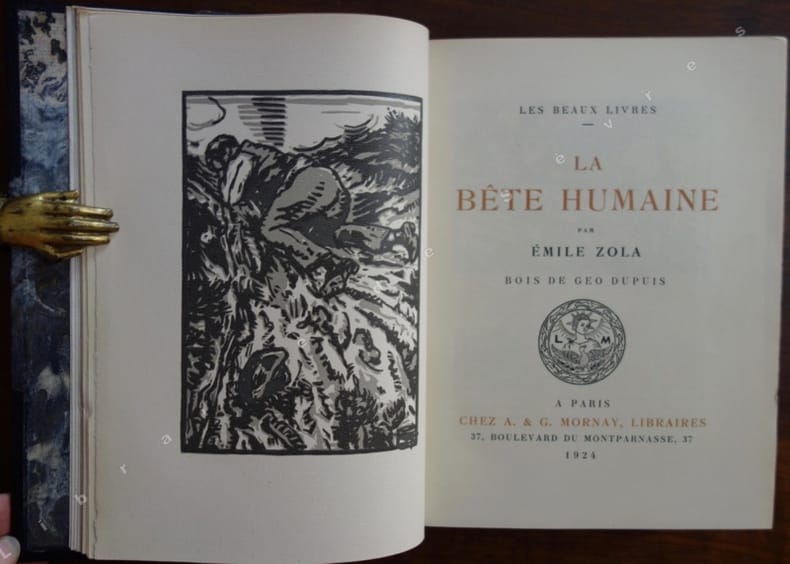 LES BEAUX LIVRES
LA
BÊTE HUMAINE
PAR
ÉMILE ZOLA
BOIS DE GEO DUPUIS
L M
A PARIS
CHEZ A. & G. MORNAY, LIBRAIRES
37, BOULEVARD DU MONTPARNASSE, 37
1924